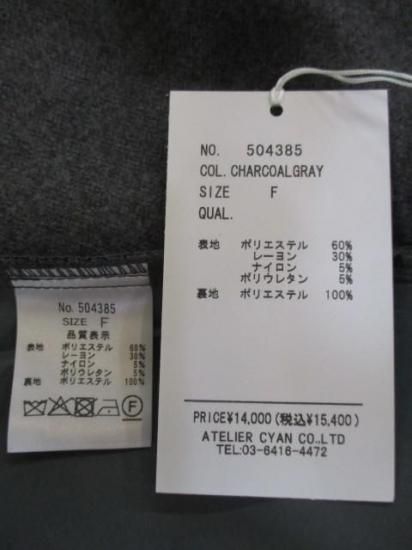 NO. 504385
COL. CHARCOALGRAY
SIZE F
QUAL.
表地 ポリエステル 60%
レーヨン 30%
ナイロン 5%
ポリウレタン 5%
裏地 ポリエステル 100%
PRICE¥14,000(税込¥15,400)
ATELIER CYAN CO.,LTD
TEL:03-6416-4472
No. 504385
SIZE F
品質表示
表地 ポリエステル 60%
レーヨン 30%
ナイロン 5%
ポリウレタン 5%
裏地 ポリエステル 100%
F